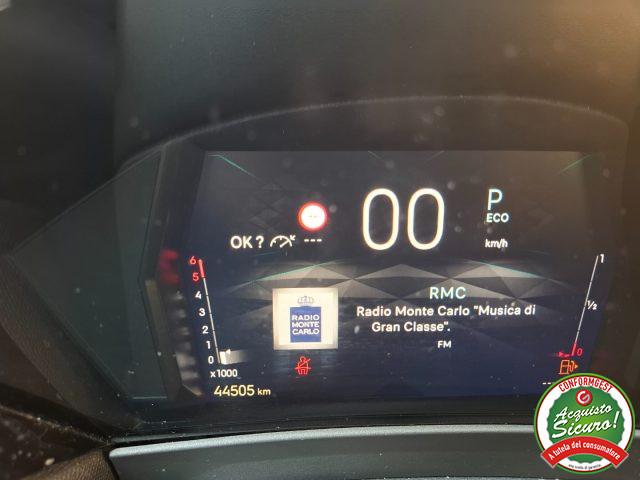 00
P
ECO
km/h
OK ? ---
6
5
4
3
2
1
0
x1000
44505 km
RADIO
MONTE
CARLO
RMC
Radio Monte Carlo "Musica di
Gran Classe".
FM
1
½
0
--
CONFORMGEST
Acquisto
Sicuro!
A tutela del consumatore